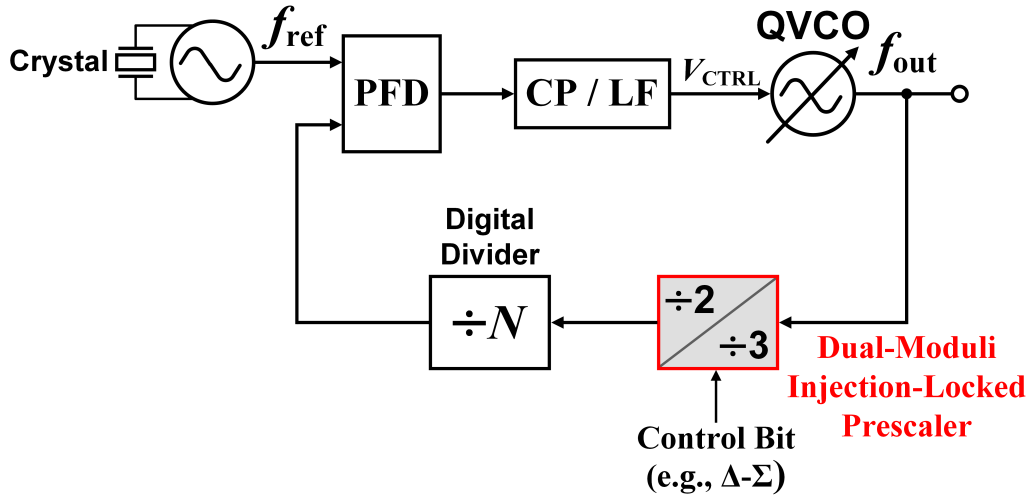 QVCO
Crystal
fref
PFD
CP / LF
VCTRL
fout
Digital
Divider
÷N
÷2
÷3
Dual-Moduli
Injection-Locked
Prescaler
Control Bit
(e.g., Δ-Σ)